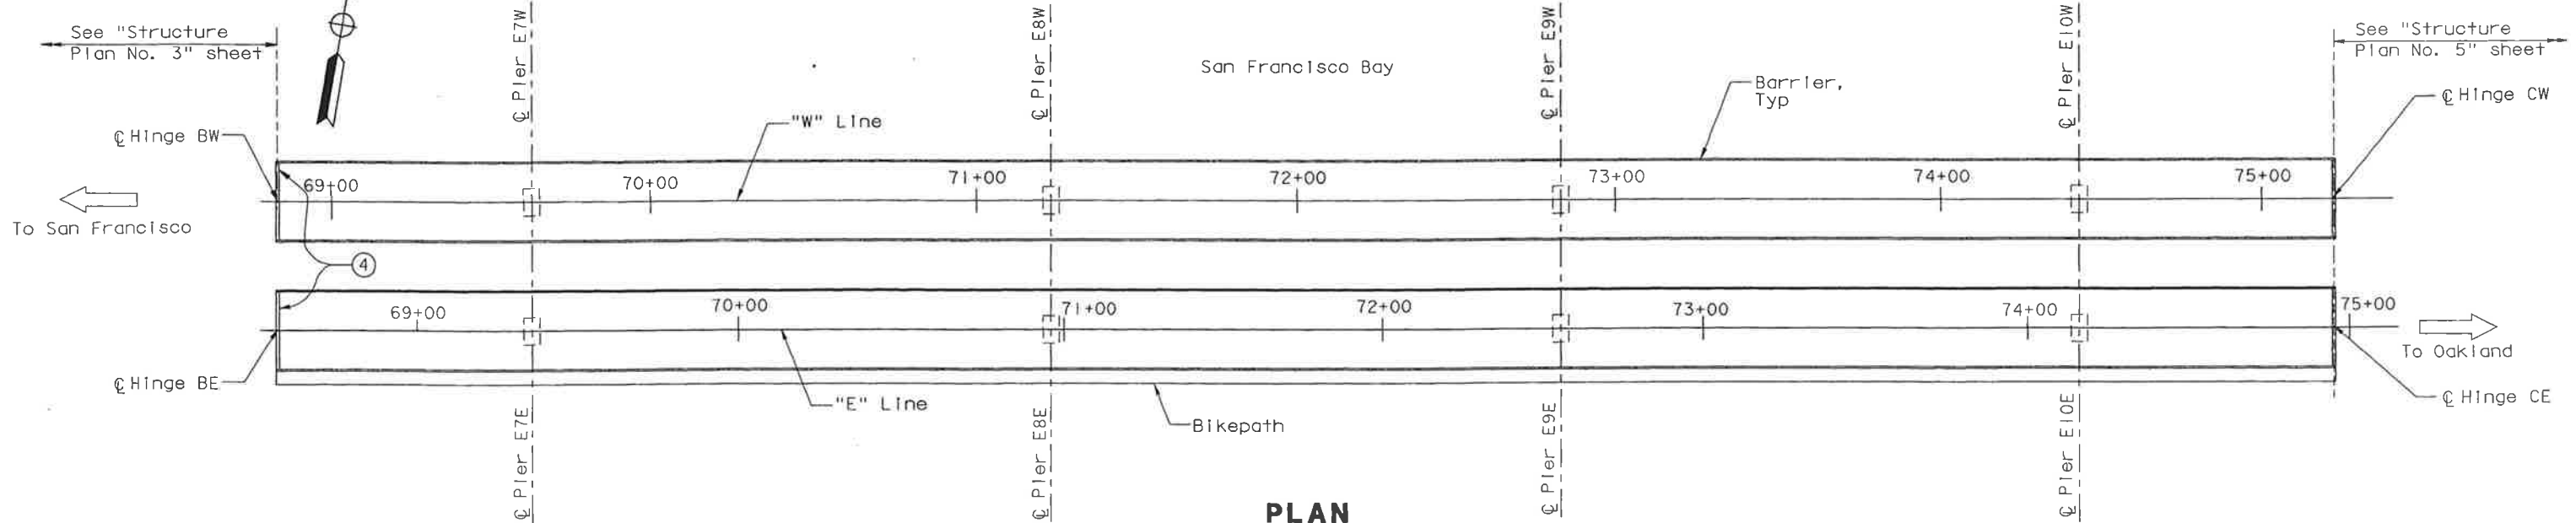 See "Structure
Plan No. 3" sheet
℄ Pier E7W
℄ Pier E8W
San Francisco Bay
℄ Pier E9W
Barrier,
Typ
℄ Pier E10W
See "Structure
Plan No. 5" sheet
℄ Hinge CW
℄ Hinge BW
"W" Line
69+00
70+00
71+00
72+00
73+00
74+00
75+00
To San Francisco
4
69+00
70+00
71+00
72+00
73+00
74+00
75+00
To Oakland
℄ Hinge BE
"E" Line
Bikepath
℄ Hinge CE
℄ Pier E7E
℄ Pier E8E
℄ Pier E9E
℄ Pier E10E
PLAN